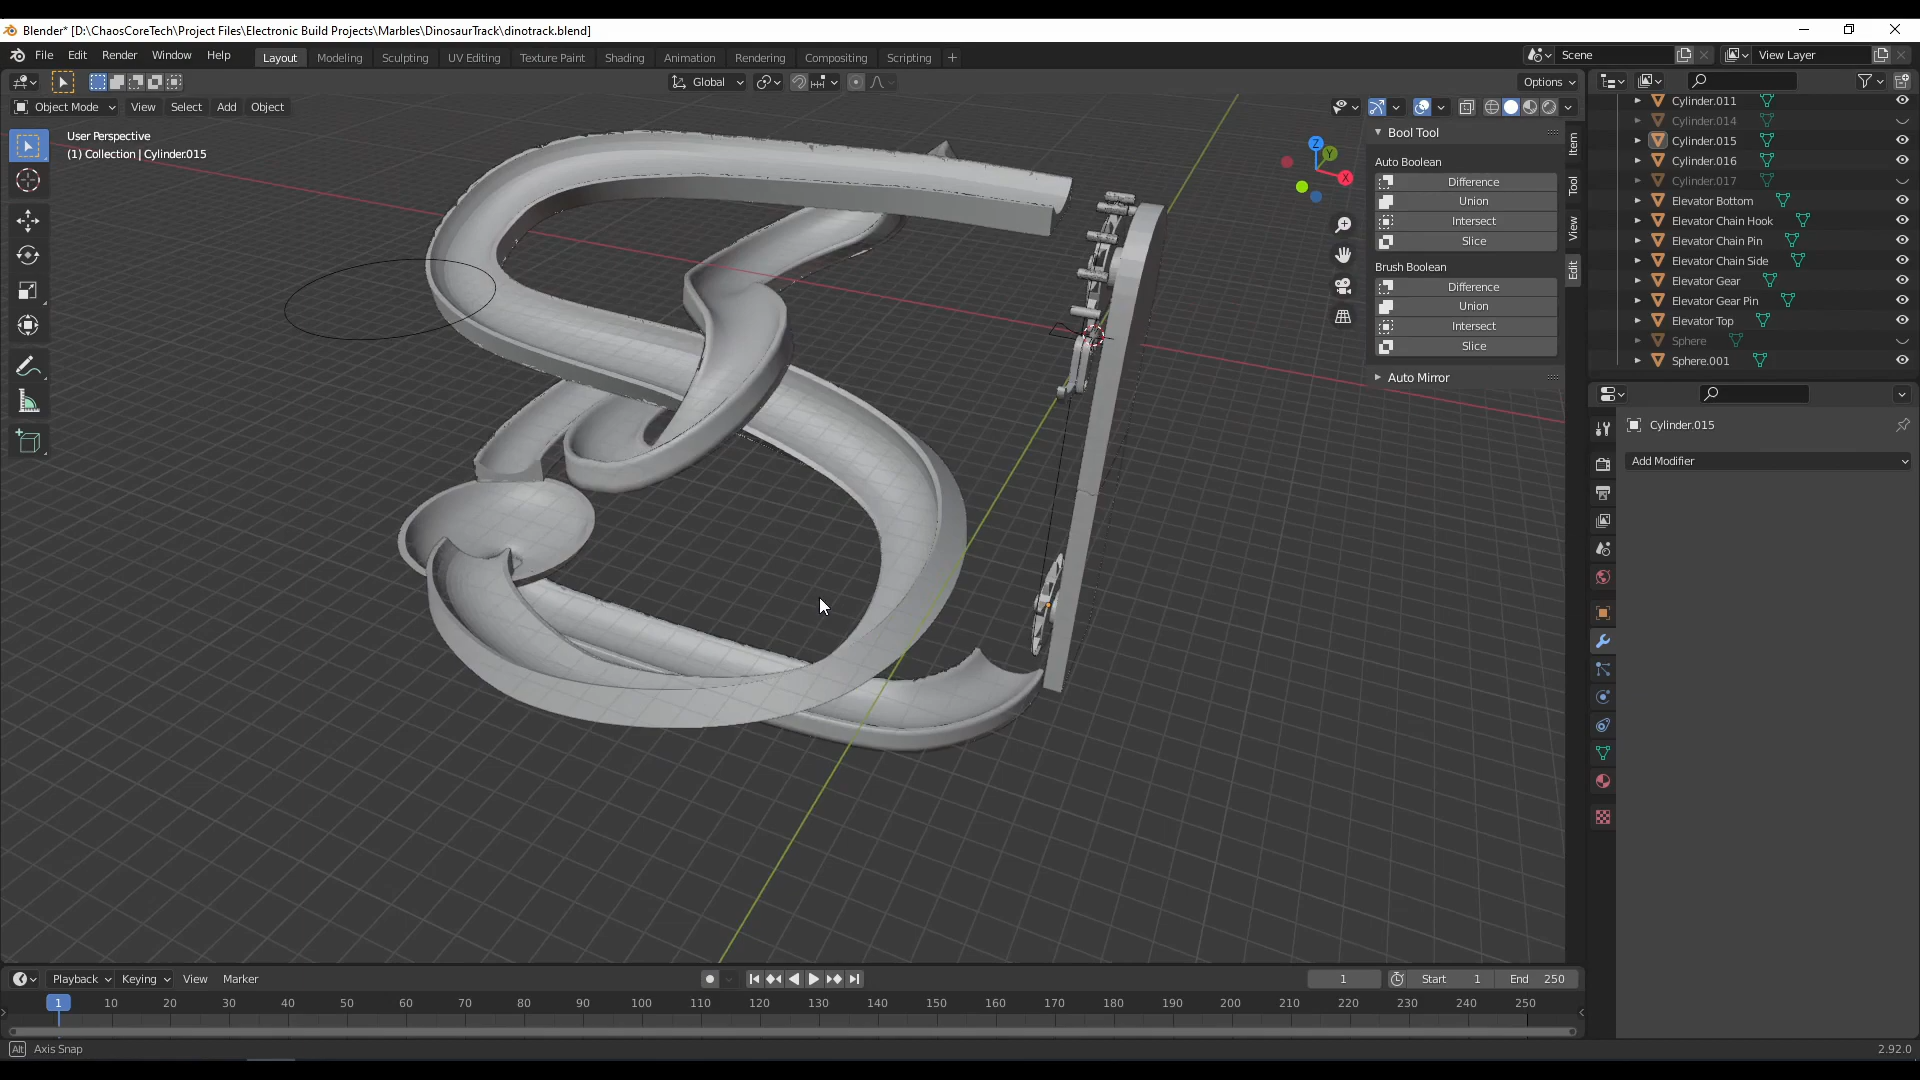 Blender* [D:\ChaosCoreTech\Project Files\Electronic Build Projects\Marbles\DinosaurTrack\dinotrack.blend]
File Edit Render Window Help Layout Modeling Sculpting UV Editing Texture Paint Shading Animation Rendering Compositing Scripting + Scene View Layer
Global Options
Object Mode View Select Add Object
User Perspective
(1) Collection | Cylinder.015
Z
Y
X
Bool Tool
Auto Boolean
Difference
Union
Intersect
Slice
Brush Boolean
Difference
Union
Intersect
Slice
Auto Mirror
Item
Tool
View
Edit
Cylinder.011
Cylinder.014
Cylinder.015
Cylinder.016
Cylinder.017
Elevator Bottom
Elevator Chain Hook
Elevator Chain Pin
Elevator Chain Side
Elevator Gear
Elevator Gear Pin
Elevator Top
Sphere
Sphere.001
Cylinder.015
Add Modifier
Playback Keying View Marker 1 Start 1 End 250
1 10 20 30 40 50 60 70 80 90 100 110 120 130 140 150 160 170 180 190 200 210 220 230 240 250
Alt Axis Snap 2.92.0